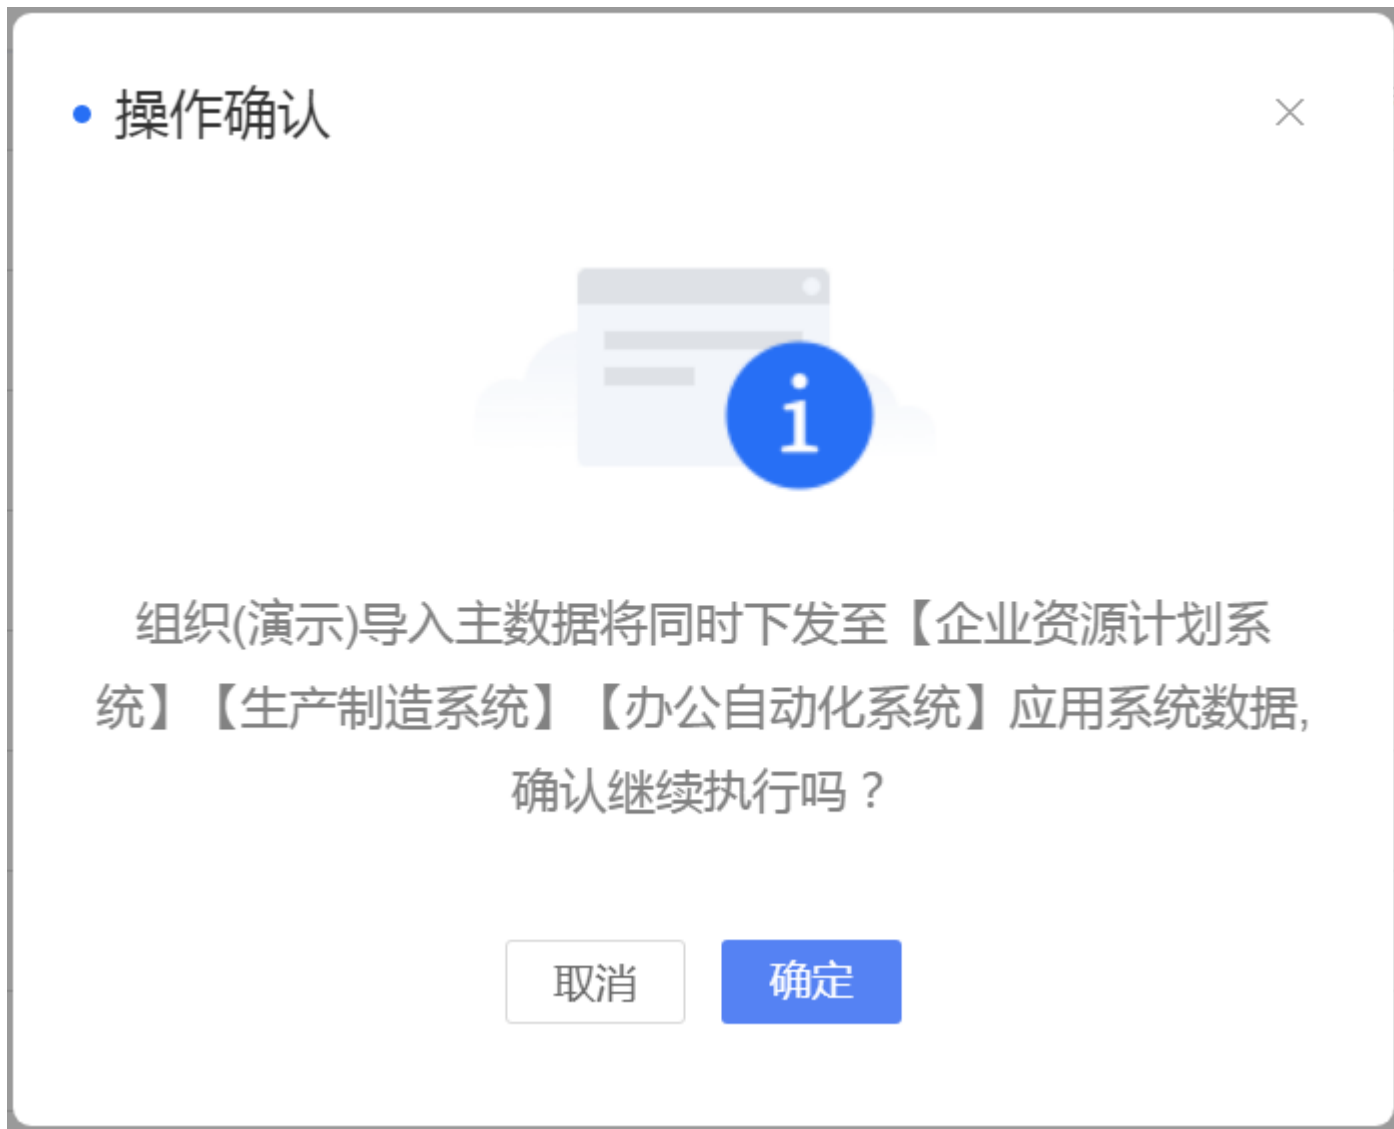 操作确认
组织(演示)导入主数据将同时下发至【企业资源计划系
统】【生产制造系统】【办公自动化系统】应用系统数据,
确认继续执行吗？
取消
确定